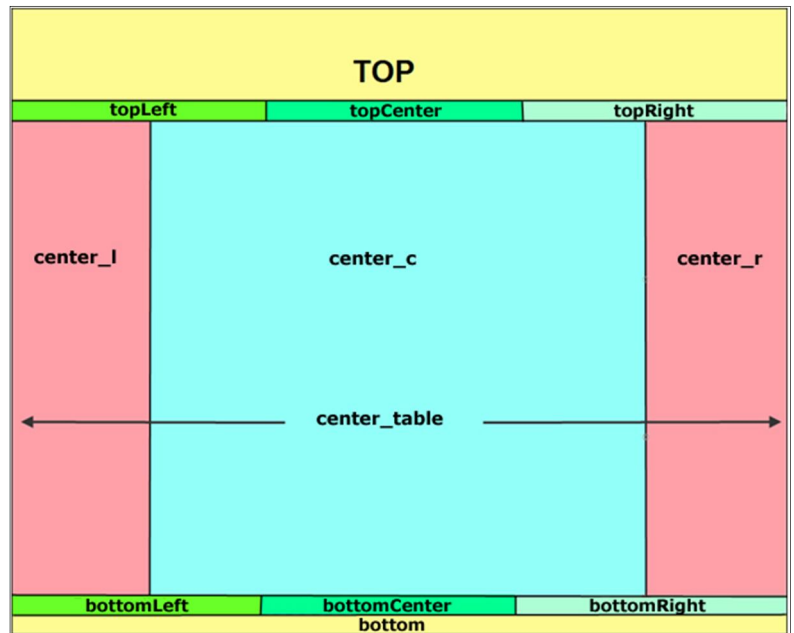 TOP
topLeft topCenter topRight
center_l center_c center_r
center_table
bottomLeft bottomCenter bottomRight
bottom